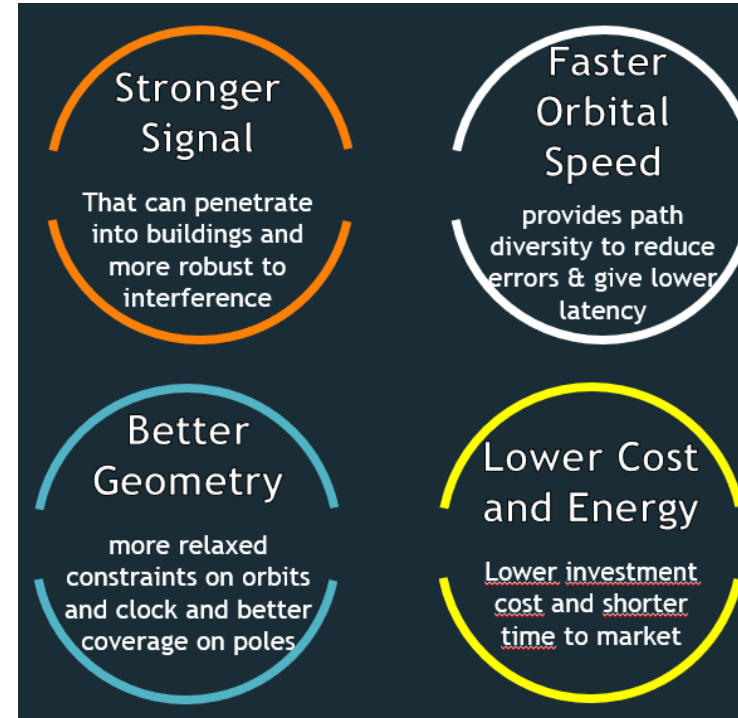 Stronger
Signal
That can penetrate
into buildings and
more robust to
interference
Faster
Orbital
Speed
provides path
diversity to reduce
errors & give lower
latency
Better
Geometry
more relaxed
constraints on orbits
and clock and better
coverage on poles
Lower Cost
and Energy
Lower investment
cost and shorter
time to market